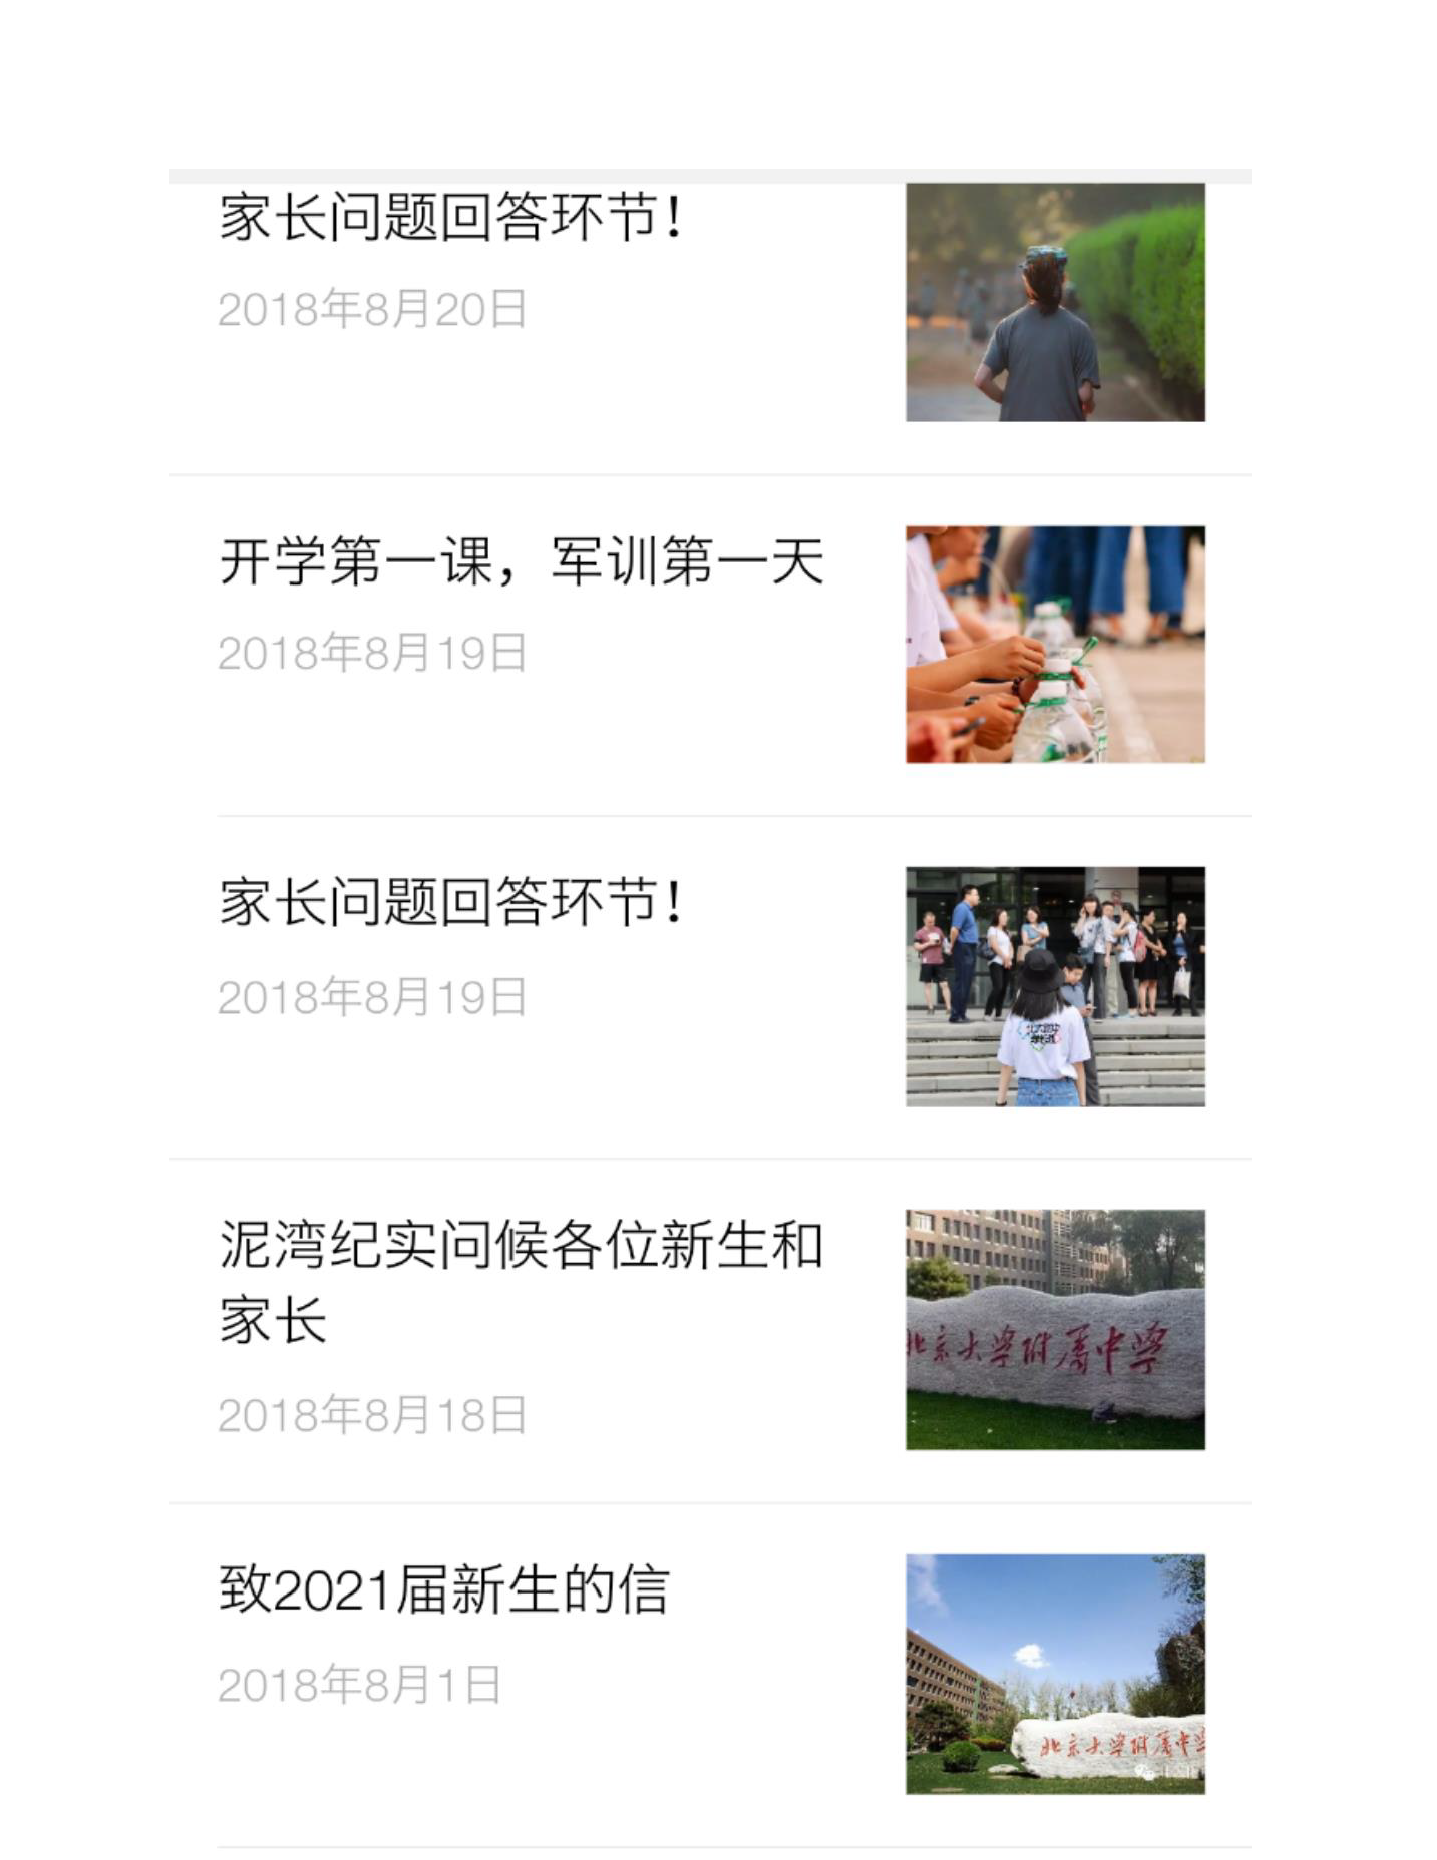 家长问题回答环节！
2018年8月20日
开学第一课，军训第一天
2018年8月19日
家长问题回答环节！
2018年8月19日
泥湾纪实问候各位新生和
家长
2018年8月18日
北京大学附属中学
致2021届新生的信
2018年8月1日
北京大学附属中学